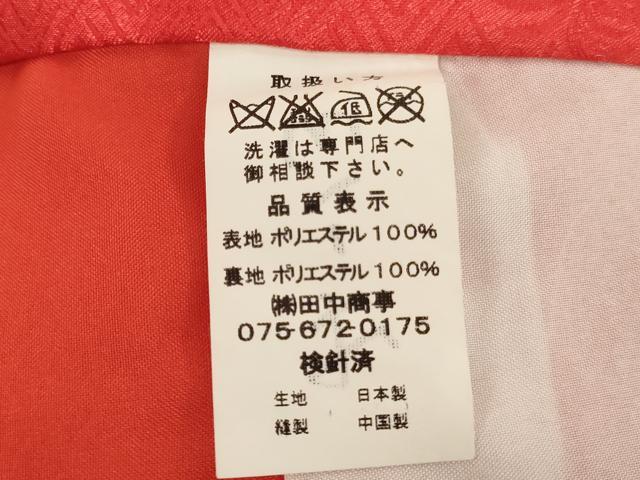 取扱い方
低
洗濯は専門店へ
御相談下さい。
品質表示
表地 ポリエステル100%
裏地 ポリエステル100%
㈱田中商事
075-672-0175
検針済
生地 日本製
縫製 中国製